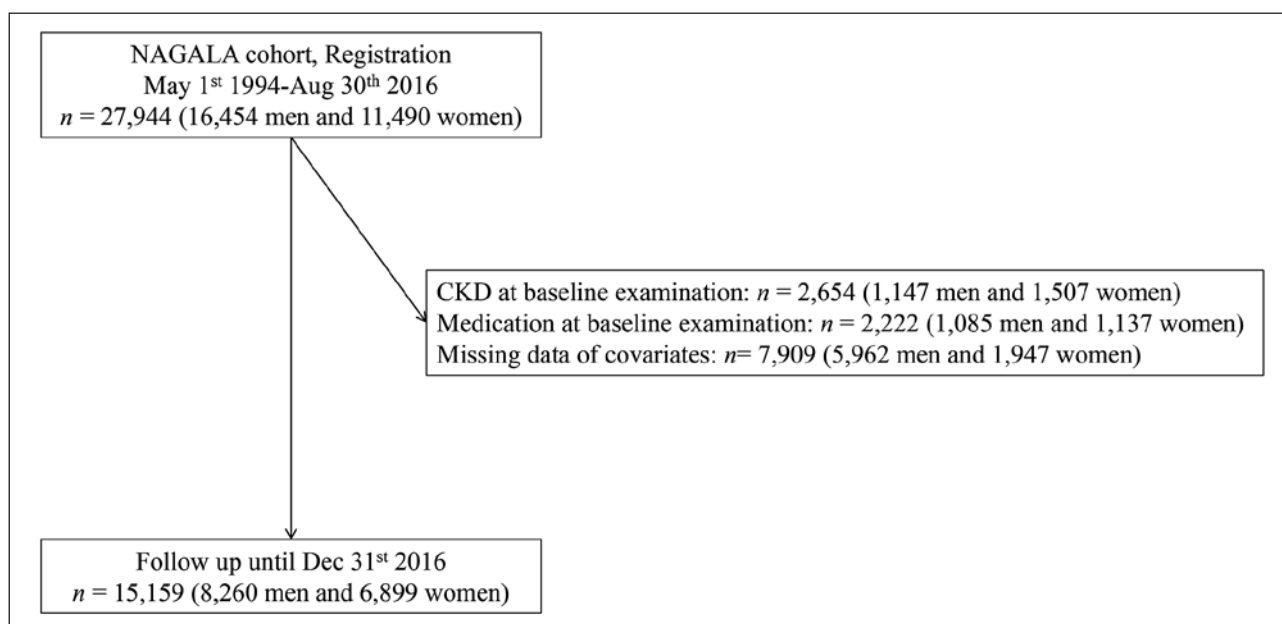 NAGALA cohort, Registration
May 1st 1994-Aug 30th 2016
n = 27,944 (16,454 men and 11,490 women)
CKD at baseline examination: n = 2,654 (1,147 men and 1,507 women)
Medication at baseline examination: n = 2,222 (1,085 men and 1,137 women)
Missing data of covariates: n= 7,909 (5,962 men and 1,947 women)
Follow up until Dec 31st 2016
n = 15,159 (8,260 men and 6,899 women)